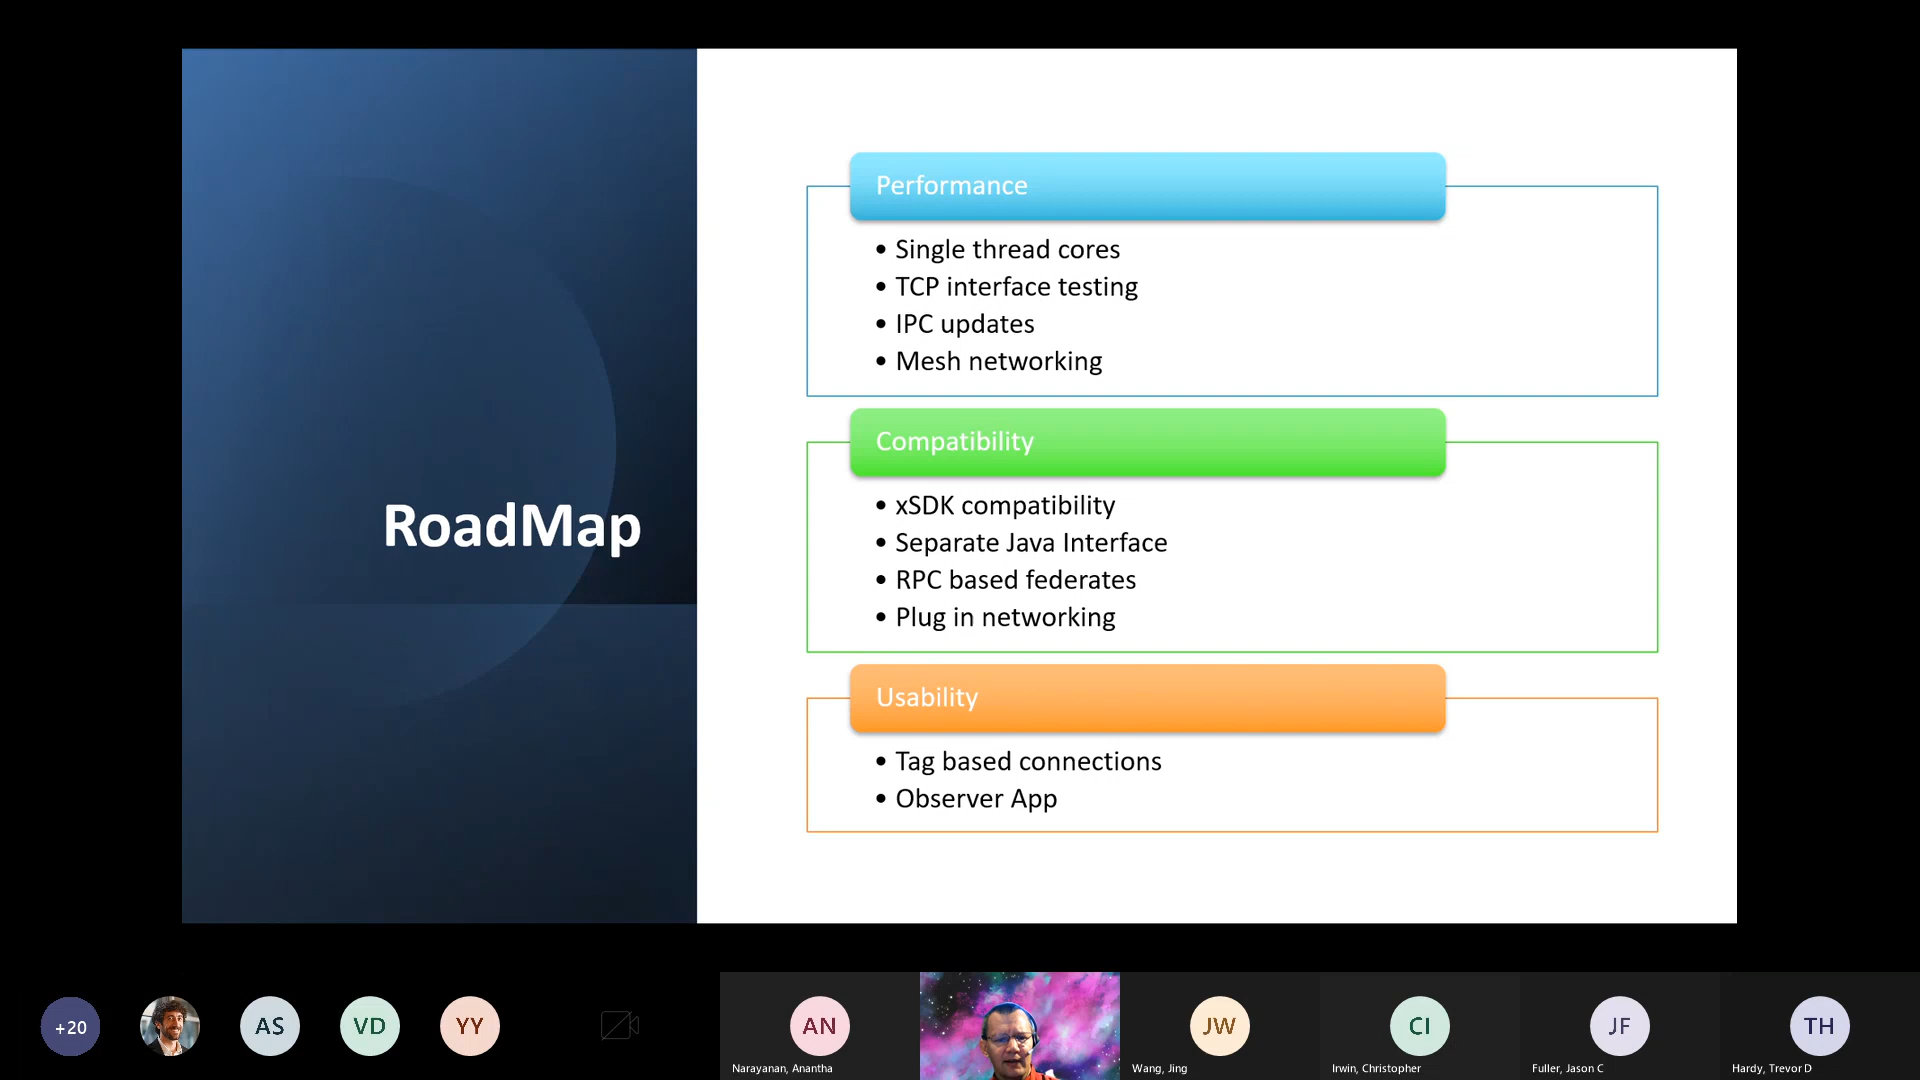 RoadMap
Performance
• Single thread cores
• TCP interface testing
• IPC updates
• Mesh networking
Compatibility
• xSDK compatibility
• Separate Java Interface
• RPC based federates
• Plug in networking
Usability
• Tag based connections
• Observer App
+20
AS
VD
YY
AN
JW
CI
JF
TH
Narayanan, Anantha
Wang, Jing
Irwin, Christopher
Fuller, Jason C
Hardy, Trevor D